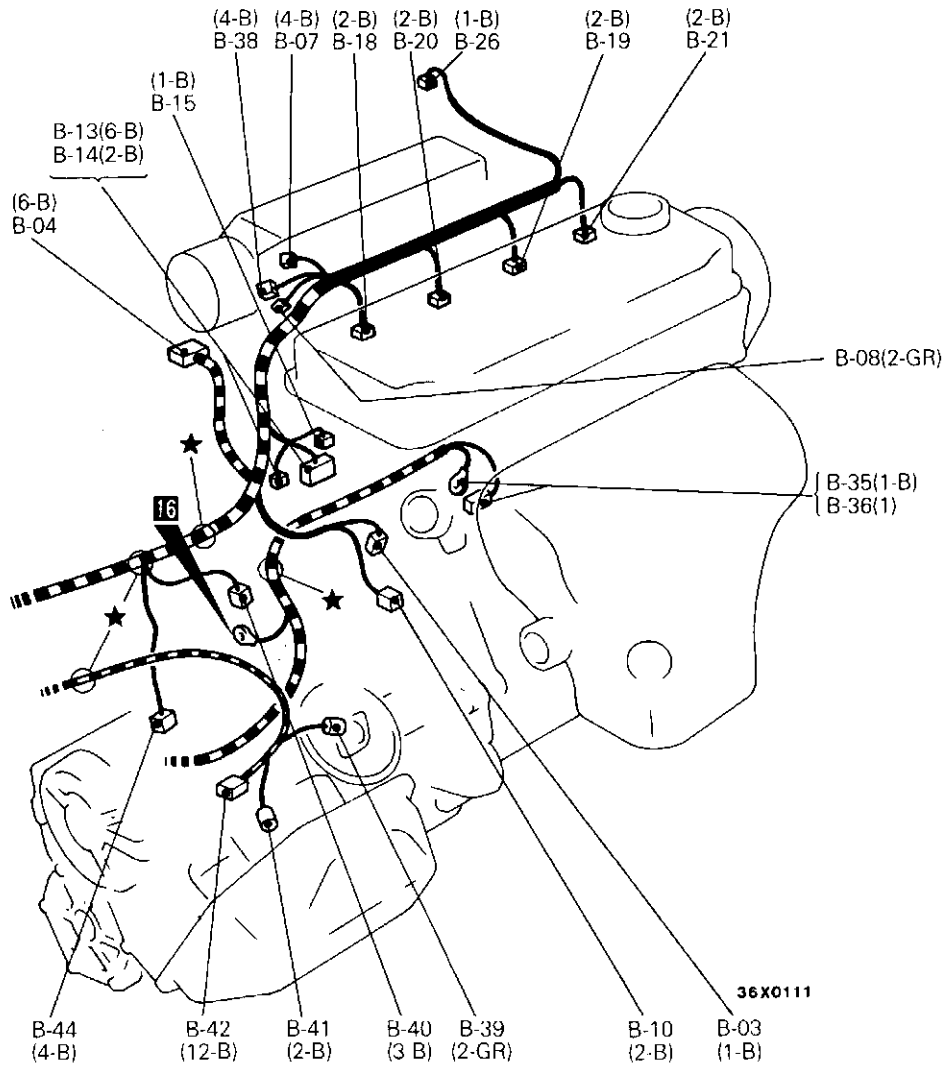 (4-B) (4-B) (2-B) (2-B) (1-B) (2-B) (2-B)
B-38 B-07 B-18 B-20 B-26 B-19 B-21
(1-B)
B-15
B-13(6-B)
B-14(2-B)
(6-B)
B-04
B-08(2-GR)
B-35(1-B)
B-36(1)
16
36X0111
B-44 B-42 B-41 B-40 B-39 B-10 B-03
(4-B) (12-B) (2-B) (3 B) (2-GR) (2-B) (1-B)